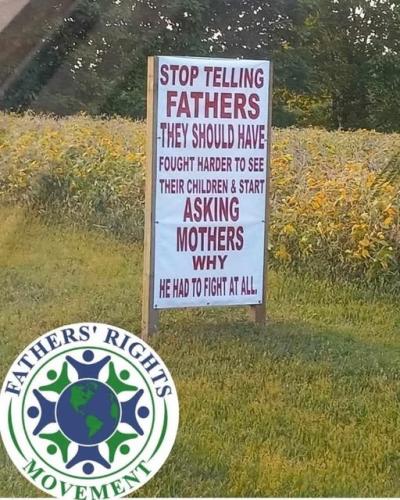 STOP TELLING
FATHERS
THEY SHOULD HAVE
FOUGHT HARDER TO SEE
THEIR CHILDREN & START
ASKING
MOTHERS
WHY
HE HAD TO FIGHT AT ALL.
FATHERS' RIGHTS
MOVEMENT